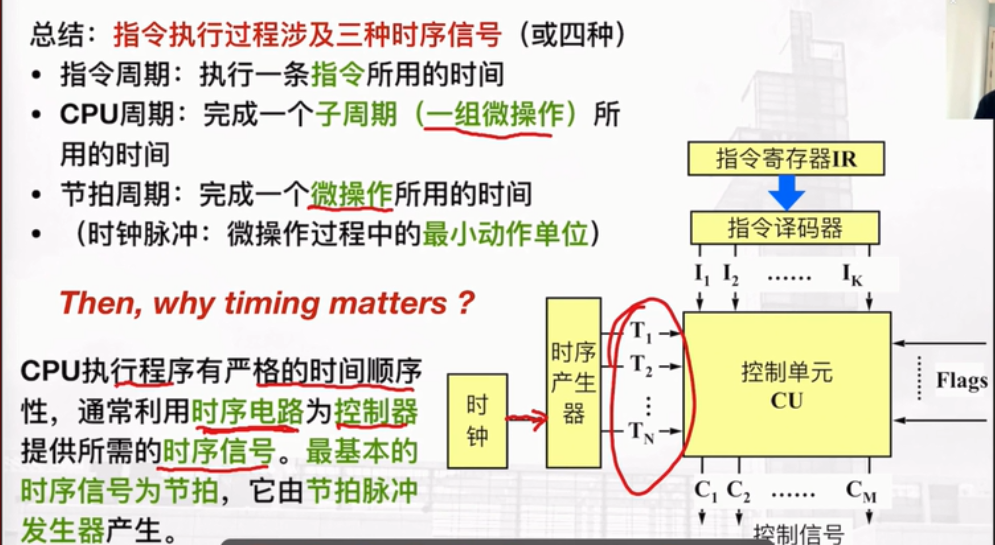 总结：指令执行过程涉及三种时序信号（或四种）
• 指令周期：执行一条指令所用的时间
• CPU周期：完成一个子周期（一组微操作）所
用的时间
• 节拍周期：完成一个微操作所用的时间
• （时钟脉冲：微操作过程中的最小动作单位）
Then, why timing matters ?
CPU执行程序有严格的时间顺序
性，通常利用时序电路为控制器
提供所需的时序信号。最基本的
时序信号为节拍，它由节拍脉冲
发生器产生。
指令寄存器IR
指令译码器
I1 I2 …… IK
时钟
时序产生器
T1
T2
⋮
TN
控制单元
CU
Flags
C1 C2 …… CM
控制信号